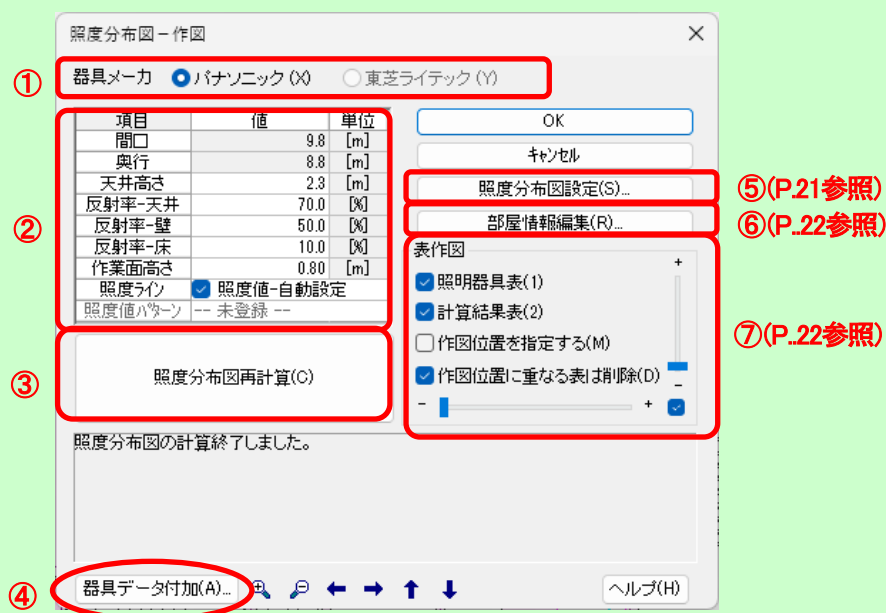 照度分布図－作図
① 器具メーカ パナソニック(X) 東芝ライテック(Y)
②
項目 値 単位
間口 9.8 [m]
奥行 8.8 [m]
天井高さ 2.3 [m]
反射率-天井 70.0 [%]
反射率-壁 50.0 [%]
反射率-床 10.0 [%]
作業面高さ 0.80 [m]
照度ライン 照度値-自動設定
照度値パターン -- 未登録 --
OK
キャンセル
照度分布図設定(S)... ⑤(P.21参照)
部屋情報編集(R)... ⑥(P..22参照)
表作図
照明器具表(1)
計算結果表(2)
作図位置を指定する(M)
作図位置に重なる表は削除(D)
+
-
- +
⑦(P..22参照)
③ 照度分布図再計算(C)
照度分布図の計算終了しました。
④ 器具データ付加(A)... ヘルプ(H)